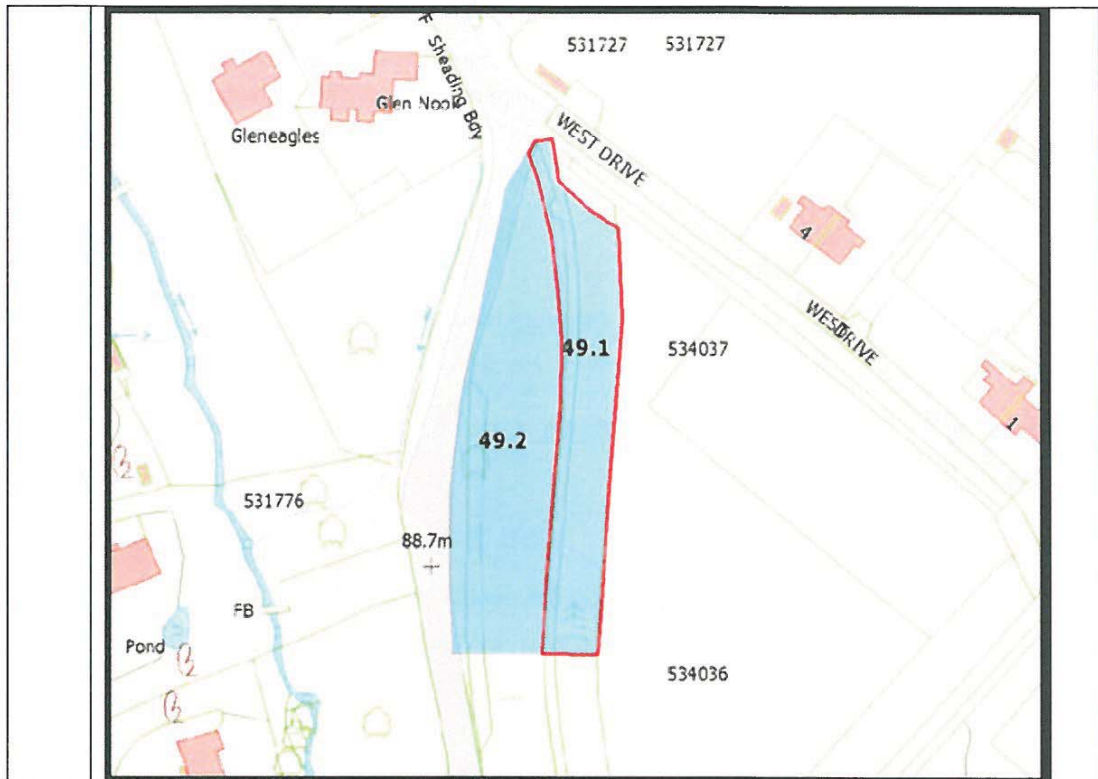 531727 531727
F Sheading Bdy
Glen Nook
Gleneagles
WEST DRIVE
4
WEST DRIVE
49.1
534037
1
49.2
531776
88.7m
FB
Pond
534036